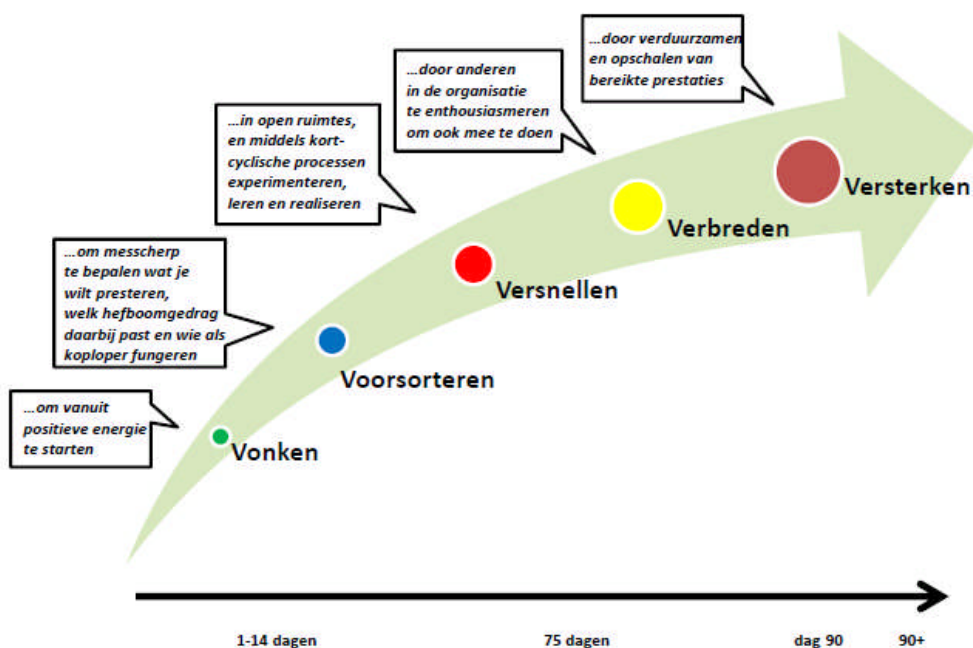 ...door verduurzamen
en opschalen van
bereikte prestaties
...door anderen
in de organisatie
te enthousiasmeren
om ook mee te doen
...in open ruimtes,
en middels kort-
cyclische processen
experimenteren,
leren en realiseren
...om messcherp
te bepalen wat je
wilt presteren,
welk hefboomgedrag
daarbij past en wie als
koploper fungeren
...om vanuit
positieve energie
te starten
Versterken
Verbreden
Versnellen
Voorsorteren
Vonken
1-14 dagen 75 dagen dag 90 90+